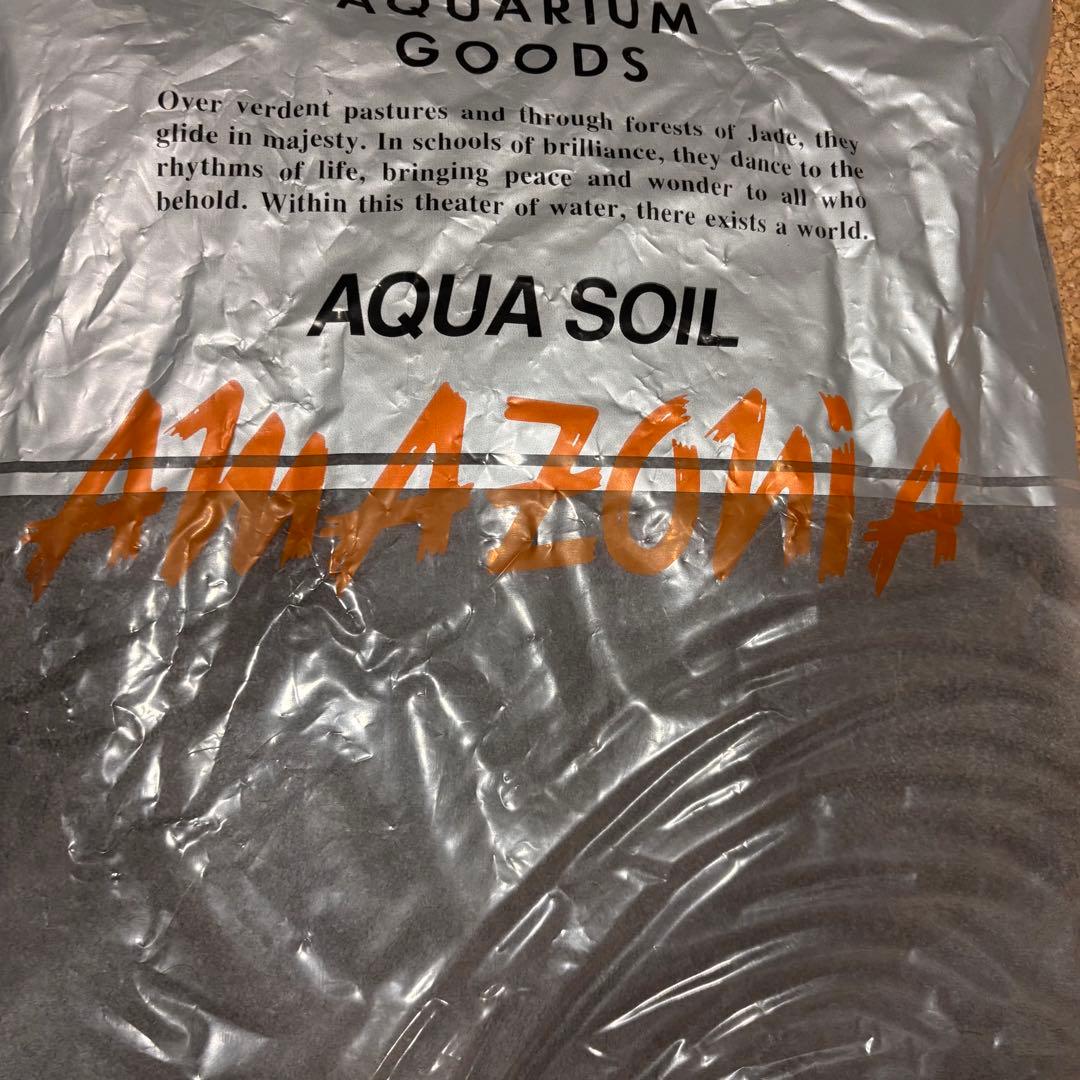 AQUARIUM
GOODS
Over verdent pastures and through forests of Jade, they
glide in majesty. In schools of brilliance, they dance to the
rhythms of life, bringing peace and wonder to all who
behold. Within this theater of water, there exists a world.
AQUA SOIL
AMAZONiA